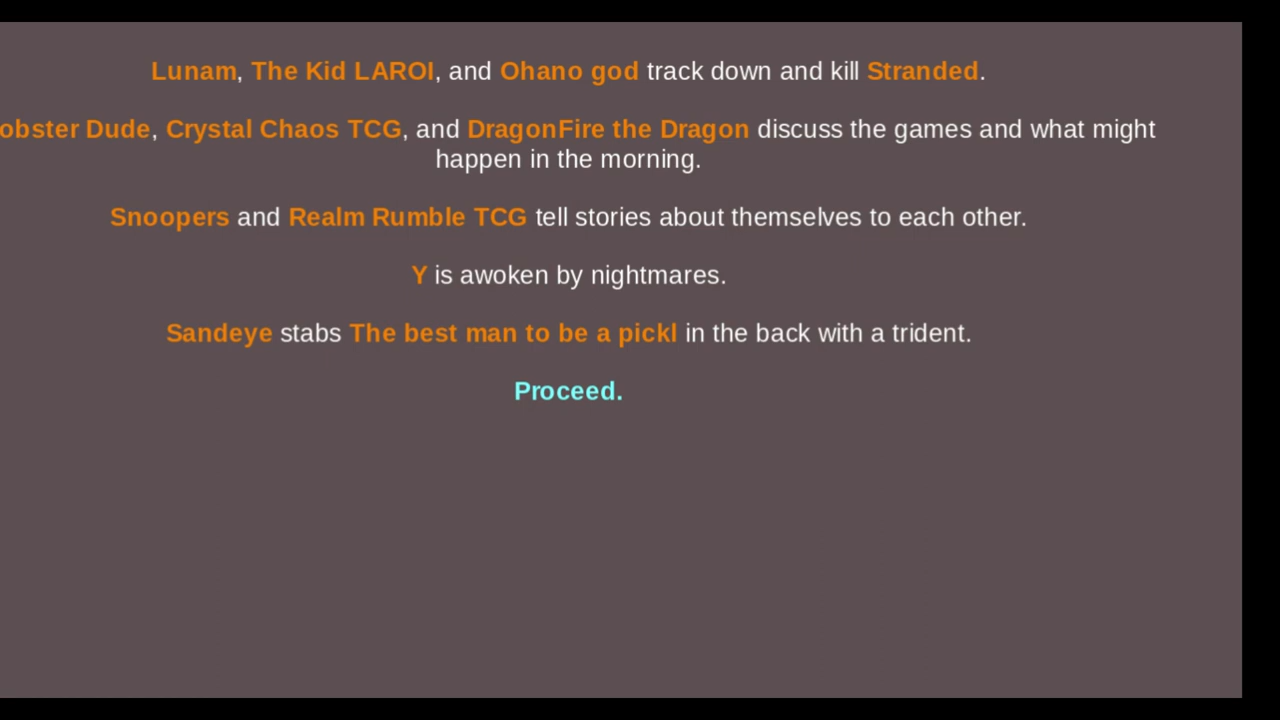 Lunam, The Kid LAROI, and Ohano god track down and kill Stranded.
obster Dude, Crystal Chaos TCG, and DragonFire the Dragon discuss the games and what might
happen in the morning.
Snoopers and Realm Rumble TCG tell stories about themselves to each other.
Y is awoken by nightmares.
Sandeye stabs The best man to be a pickl in the back with a trident.
Proceed.